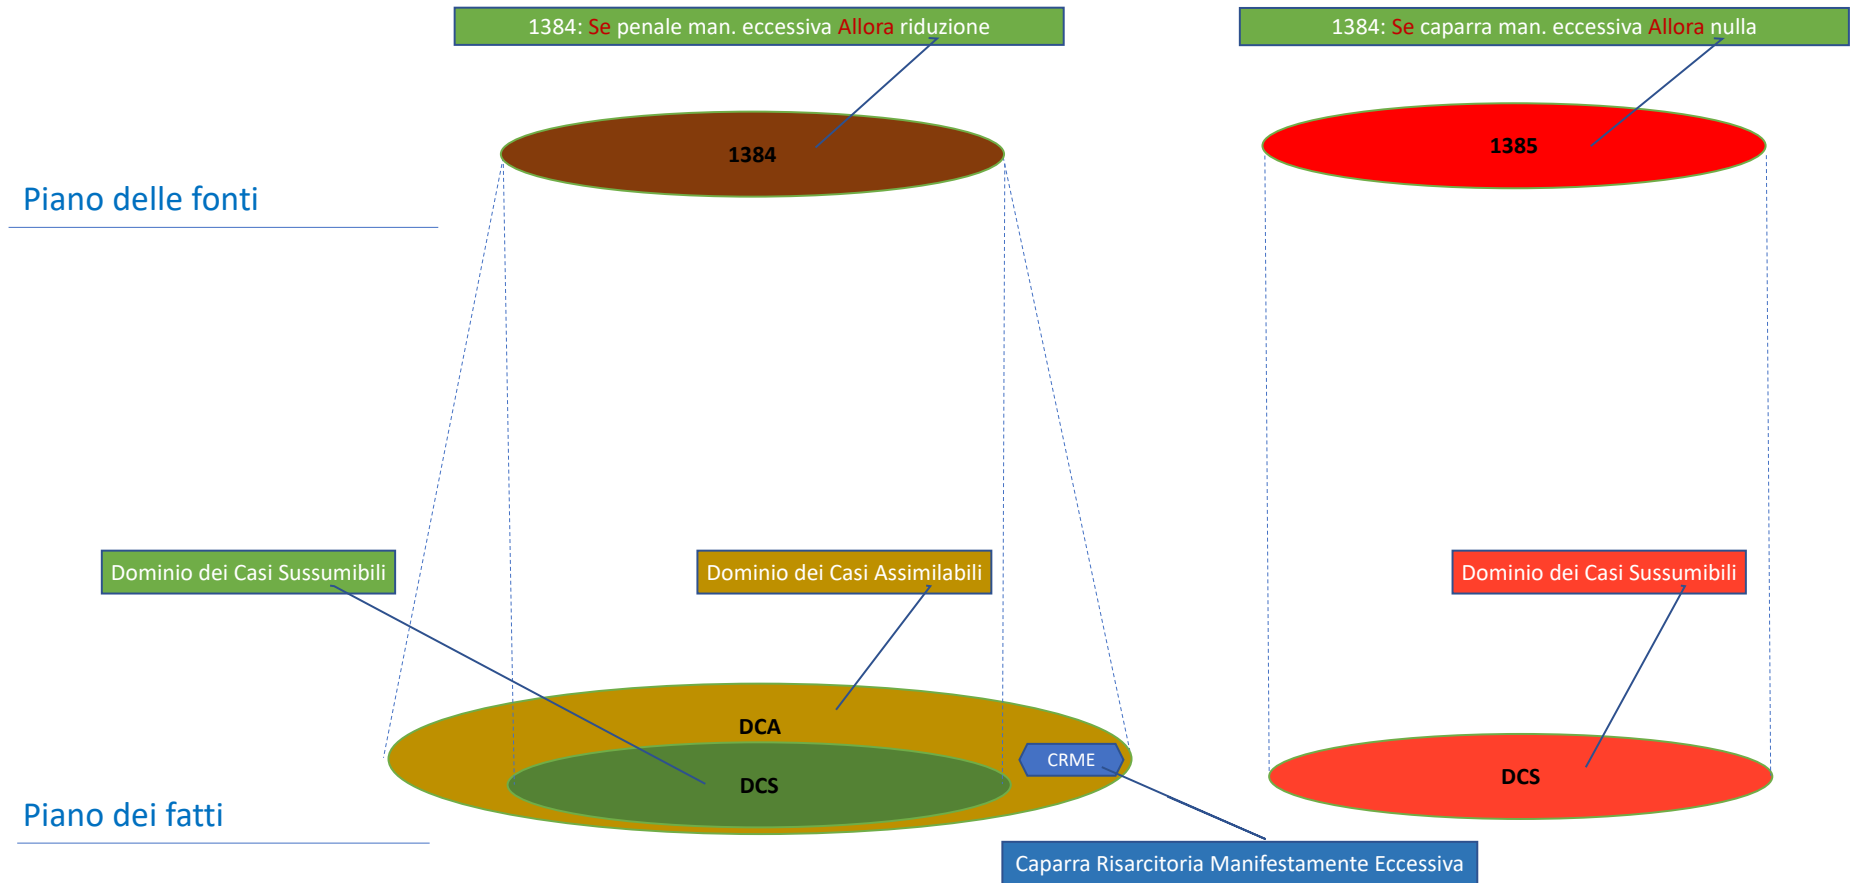 1384: Se penale man. eccessiva Allora riduzione
1384: Se caparra man. eccessiva Allora nulla
1384
1385
Piano delle fonti
Dominio dei Casi Sussumibili
Dominio dei Casi Assimilabili
Dominio dei Casi Sussumibili
DCA
CRME
DCS
DCS
Piano dei fatti
Caparra Risarcitoria Manifestamente Eccessiva